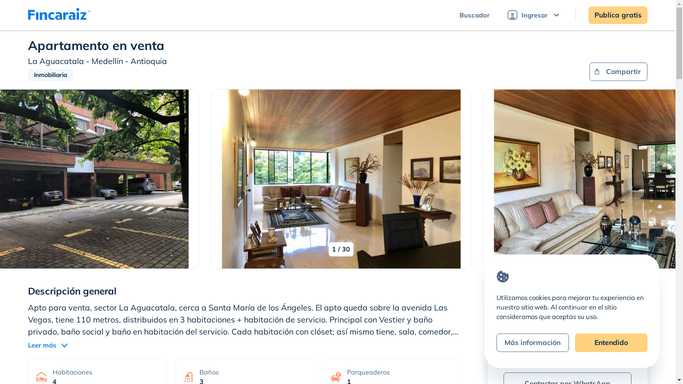 Fincaraiz
Buscador
Ingresar
Publica gratis
Apartamento en venta
La Aguacatala - Medellín - Antioquia
Inmobiliaria
Compartir
1 / 30
Descripción general
Apto para venta, sector La Aguacatala, cerca a Santa María de los Ángeles. El apto queda sobre la avenida Las
Vegas, tiene 110 metros, distribuidos en 3 habitaciones + habitación de servicio. Principal con Vestier y baño
privado, baño social y baño en habitación del servicio. Cada habitación con clóset; así mismo tiene, sala, comedor,...
Leer más
Habitaciones
4
Baños
3
Parqueaderos
1
Utilizamos cookies para mejorar tu experiencia en
nuestro sitio web. Al continuar en el sitio
consideramos que aceptas su uso.
Más información
Entendido
Contactar por WhatsApp